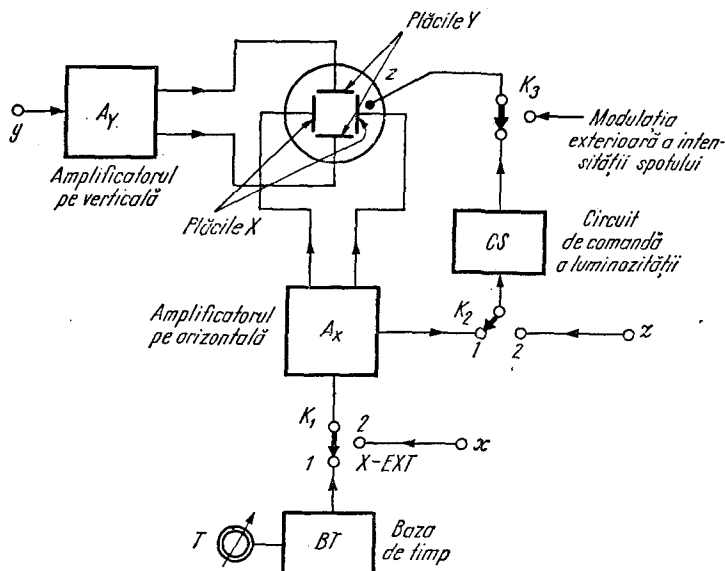 Plăcile Y
z
K3
Ay
y
Modulația
exterioară a inten-
sității spotului
Amplificatorul
pe verticală
Plăcile X
CS
Circuit
de comandă
a luminozității
Amplificatorul
pe orizontală
Ax
K2
1
2
z
K1
2
x
1
X-EXT
T
BT
Baza
de timp